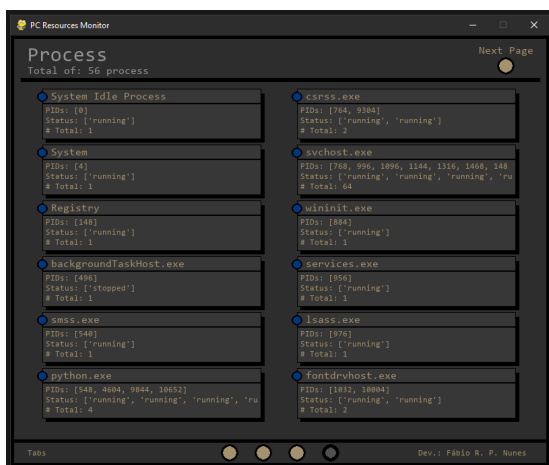 PC Resources Monitor
Process
Total of: 56 process
Next Page
System Idle Process
PIDs: [0]
Status: ['running']
# Total: 1
System
PIDs: [4]
Status: ['running']
# Total: 1
Registry
PIDs: [148]
Status: ['running']
# Total: 1
backgroundTaskHost.exe
PIDs: [496]
Status: ['stopped']
# Total: 1
smss.exe
PIDs: [540]
Status: ['running']
# Total: 1
python.exe
PIDs: [548, 4604, 9844, 10652]
Status: ['running', 'running', 'running', 'ru
# Total: 4
csrss.exe
PIDs: [764, 9304]
Status: ['running', 'running']
# Total: 2
svchost.exe
PIDs: [768, 996, 1096, 1144, 1316, 1468, 148
Status: ['running', 'running', 'running', 'ru
# Total: 64
wininit.exe
PIDs: [884]
Status: ['running']
# Total: 1
services.exe
PIDs: [956]
Status: ['running']
# Total: 1
lsass.exe
PIDs: [976]
Status: ['running']
# Total: 1
fontdrvhost.exe
PIDs: [1032, 10004]
Status: ['running', 'running']
# Total: 2
Tabs
Dev.: Fábio R. P. Nunes